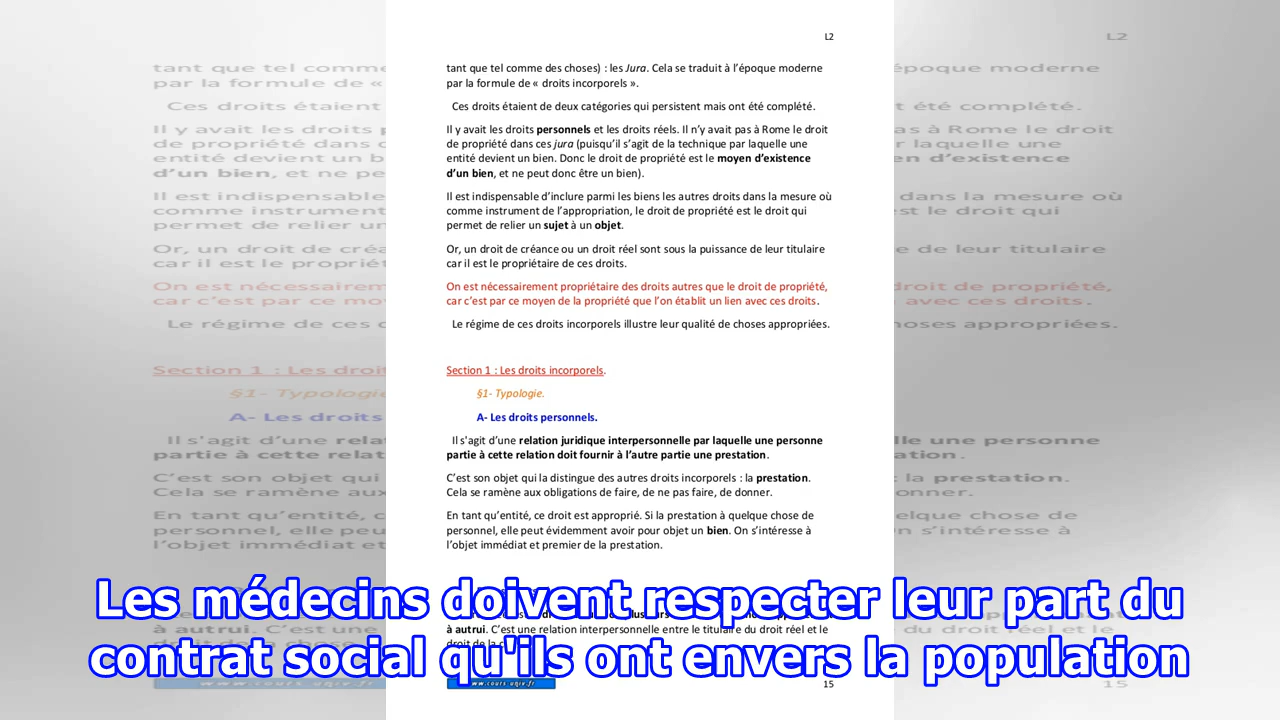 L2
tant que tel comme des choses) : les Jura. Cela se traduit à l'époque moderne
par la formule de « droits incorporels ».
Ces droits étaient de deux catégories qui persistent mais ont été complété.
Il y avait les droits personnels et les droits réels. Il n'y avait pas à Rome le droit
de propriété dans ces jura (puisqu'il s'agit de la technique par laquelle une
entité devient un bien. Donc le droit de propriété est le moyen d'existence
d'un bien, et ne peut donc être un bien).
Il est indispensable d'inclure parmi les biens les autres droits dans la mesure où
comme instrument de l'appropriation, le droit de propriété est le droit qui
permet de relier un sujet à un objet.
Or, un droit de créance ou un droit réel sont sous la puissance de leur titulaire
car il est le propriétaire de ces droits.
On est nécessairement propriétaire des droits autres que le droit de propriété,
car c'est par ce moyen de la propriété que l'on établit un lien avec ces droits.
Le régime de ces droits incorporels illustre leur qualité de choses appropriées.
Section 1 : Les droits incorporels.
§1- Typologie.
A- Les droits personnels.
Il s'agit d'une relation juridique interpersonnelle par laquelle une personne
partie à cette relation doit fournir à l'autre partie une prestation.
C'est son objet qui la distingue des autres droits incorporels : la prestation.
Cela se ramène aux obligations de faire, de ne pas faire, de donner.
En tant qu'entité, ce droit est approprié. Si la prestation à quelque chose de
personnel, elle peut évidemment avoir pour objet un bien. On s'intéresse à
l'objet immédiat et premier de la prestation.
Les médecins doivent respecter leur part du
à autrui. C'est une relation interpersonnelle entre le titulaire du droit réel et le
contrat social qu'ils ont envers la population
www.cours-univ.fr
15